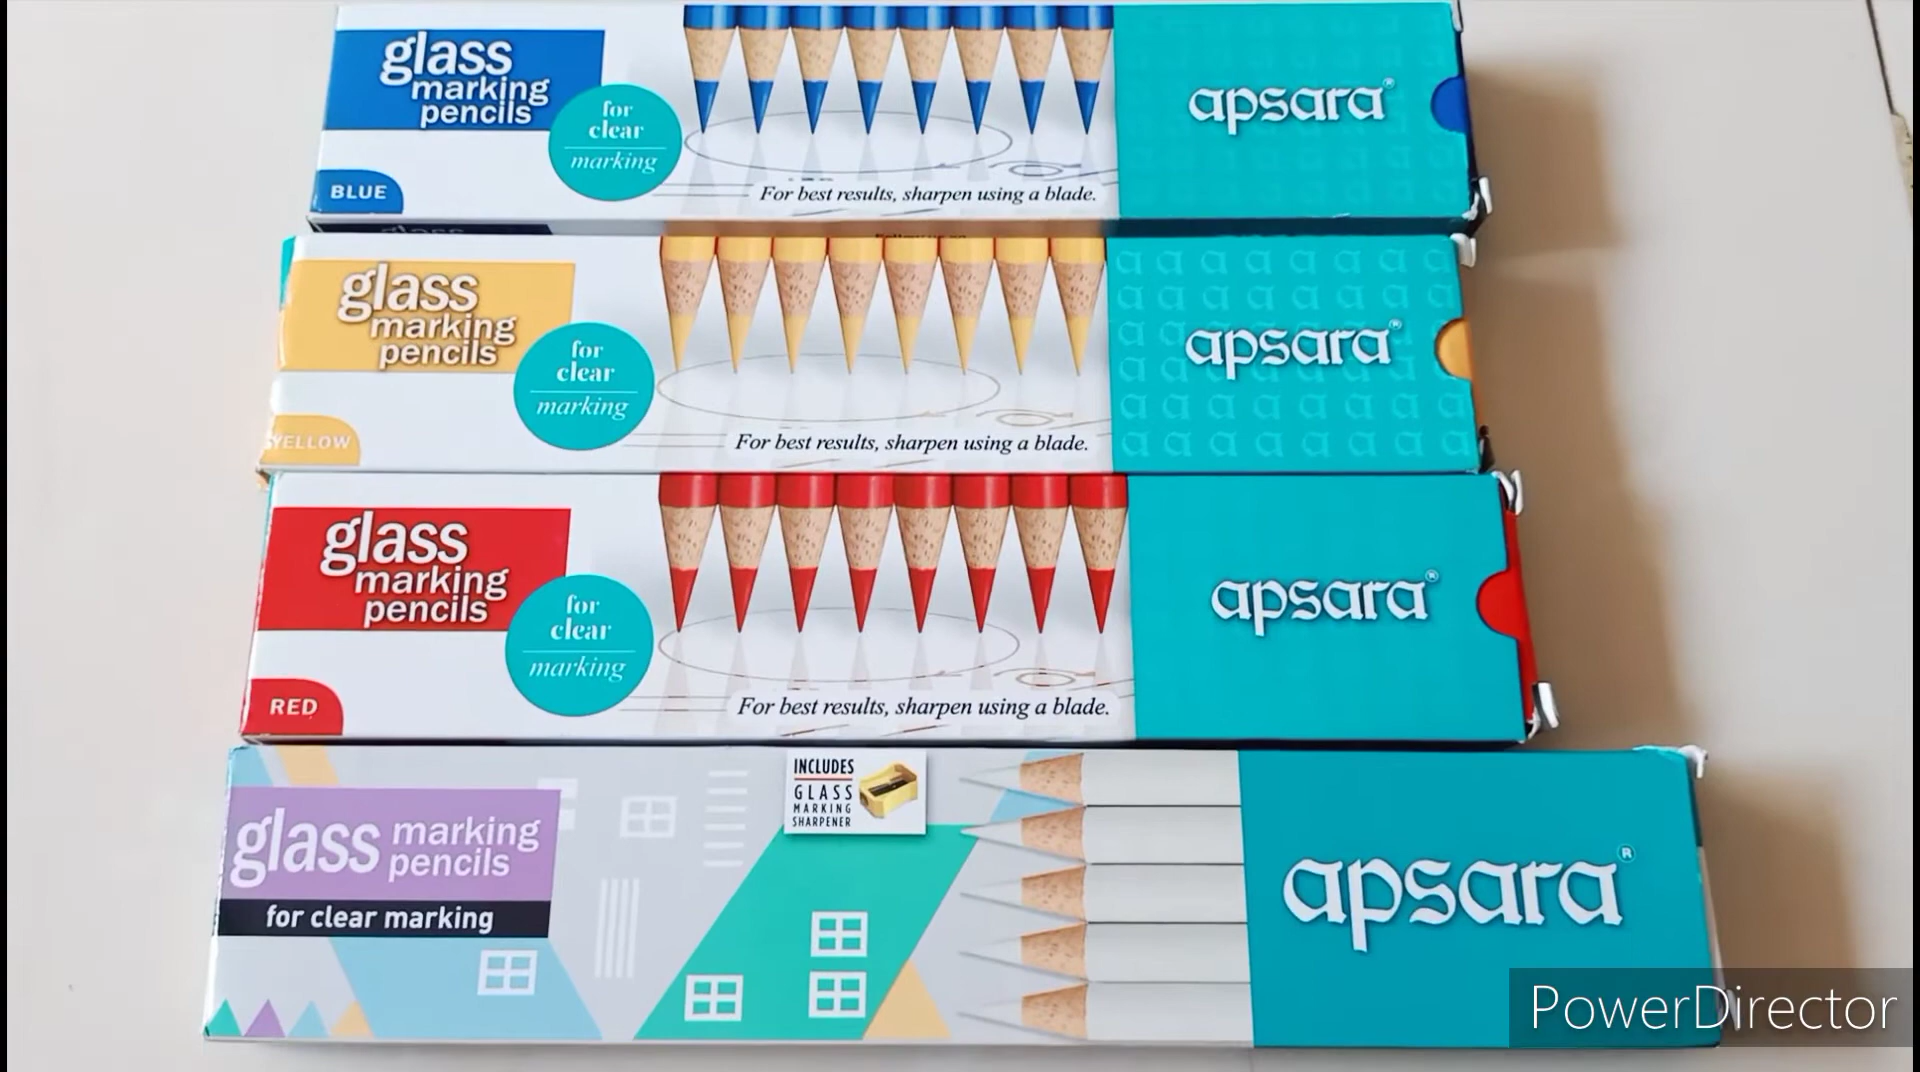 glass
marking
pencils
for
clear
marking
BLUE
For best results, sharpen using a blade.
apsara®
glass
glass
marking
pencils
for
clear
marking
YELLOW
For best results, sharpen using a blade.
apsara®
glass
marking
pencils
for
clear
marking
RED
For best results, sharpen using a blade.
apsara®
glass marking
pencils
for clear marking
INCLUDES
GLASS
MARKING
SHARPENER
apsara®
PowerDirector